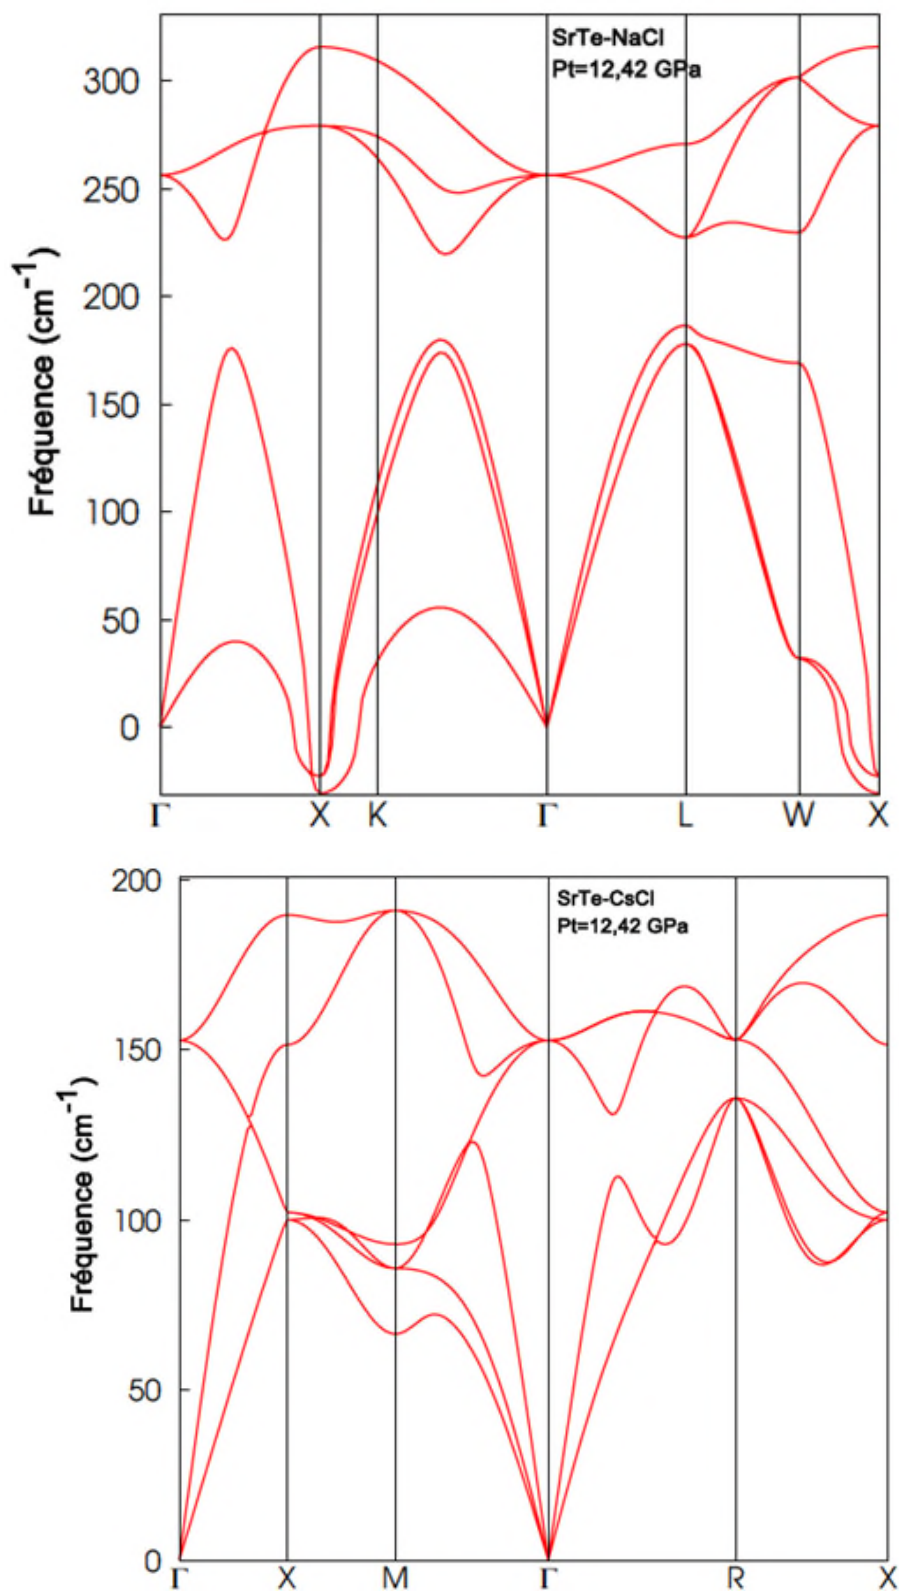 SrTe-NaCl
Pt=12,42 GPa
300
250
200
150
100
50
0
Fréquence (cm⁻¹)
Γ X K Γ L W X
SrTe-CsCl
Pt=12,42 GPa
200
150
100
50
0
Fréquence (cm⁻¹)
Γ X M Γ R X